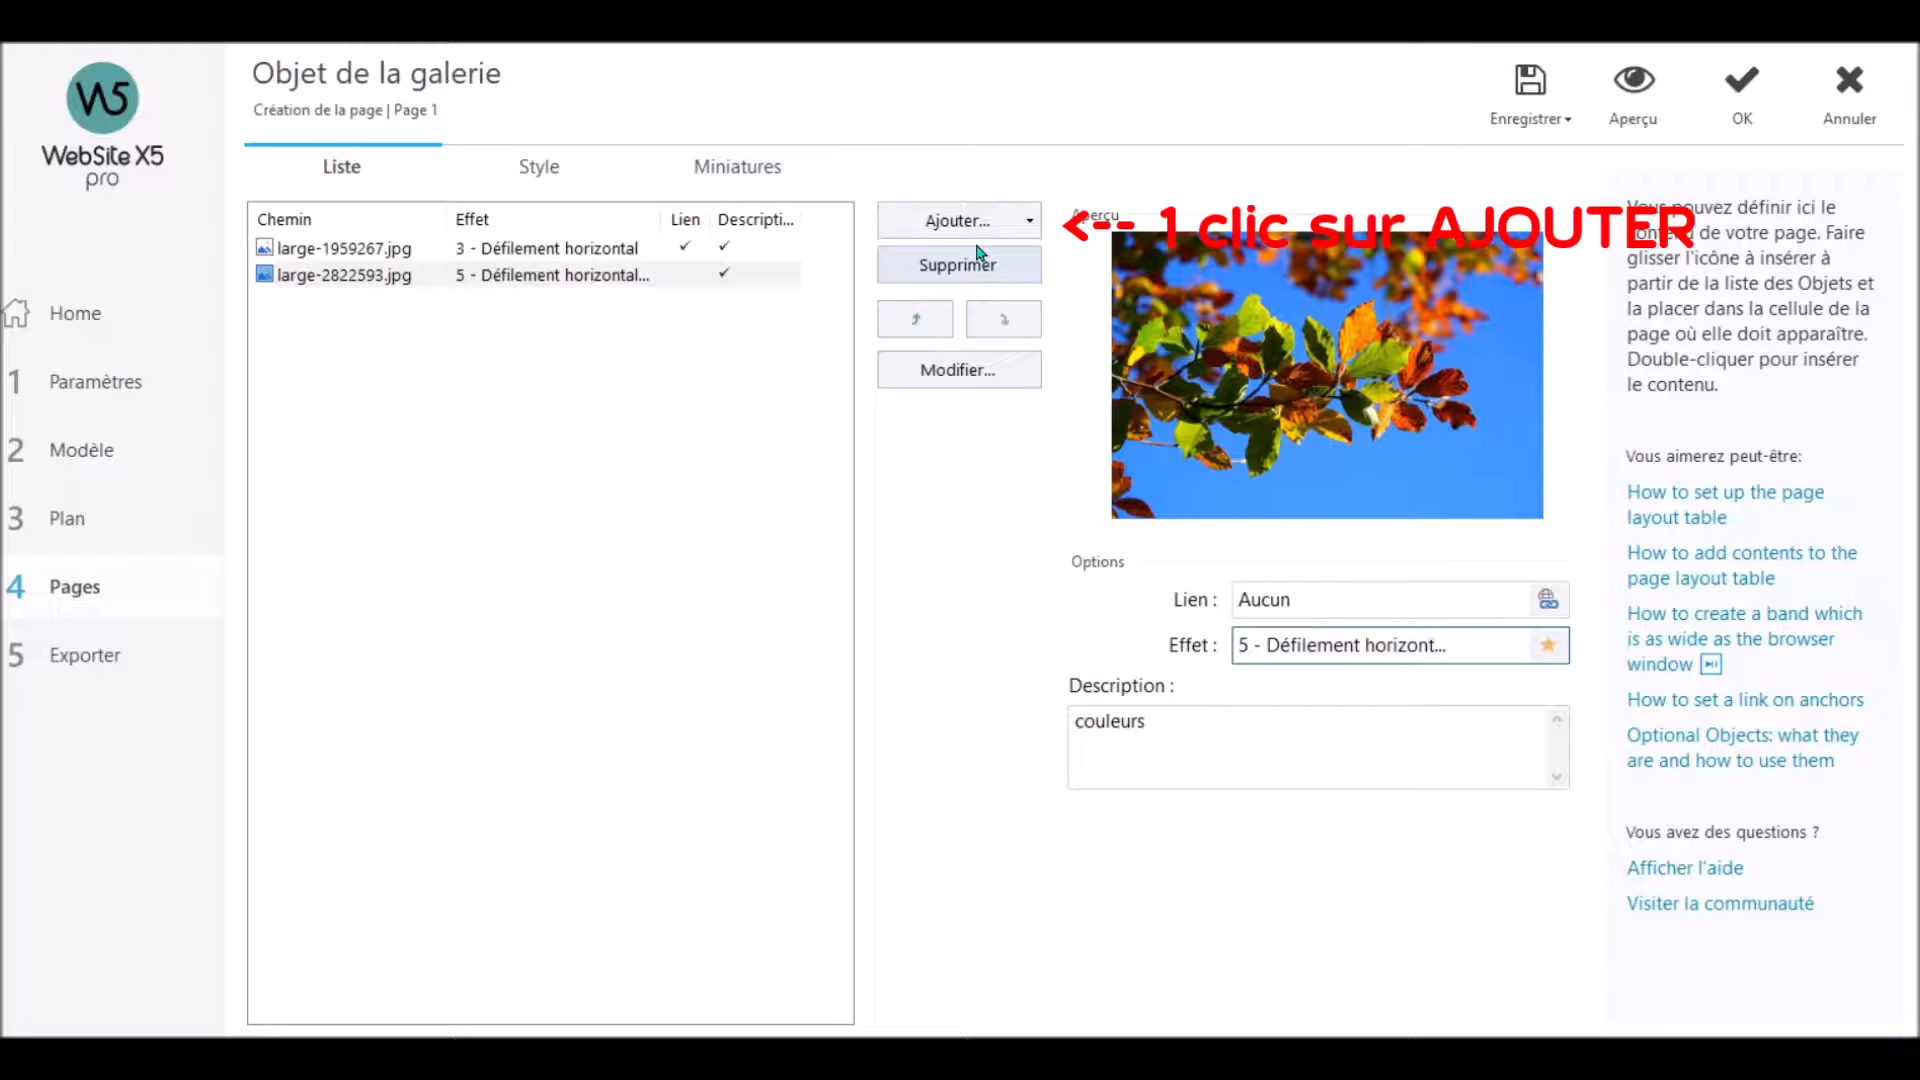 W5
WebSite X5
pro
Home
1 Paramètres
2 Modèle
3 Plan
4 Pages
5 Exporter
Objet de la galerie
Création de la page | Page 1
Enregistrer
Aperçu
OK
Annuler
Liste
Style
Miniatures
Chemin Effet Lien Descripti...
large-1959267.jpg 3 - Défilement horizontal ✓ ✓
large-2822593.jpg 5 - Défilement horizontal... ✓
Ajouter...
Supprimer
Modifier...
Aperçu
<-- 1 clic sur AJOUTER
Options
Lien : Aucun
Effet : 5 - Défilement horizont...
Description :
couleurs
Vous pouvez définir ici le
contenu de votre page. Faire
glisser l'icône à insérer à
partir de la liste des Objets et
la placer dans la cellule de la
page où elle doit apparaître.
Double-cliquer pour insérer
le contenu.
Vous aimerez peut-être:
How to set up the page
layout table
How to add contents to the
page layout table
How to create a band which
is as wide as the browser
window
How to set a link on anchors
Optional Objects: what they
are and how to use them
Vous avez des questions ?
Afficher l'aide
Visiter la communauté